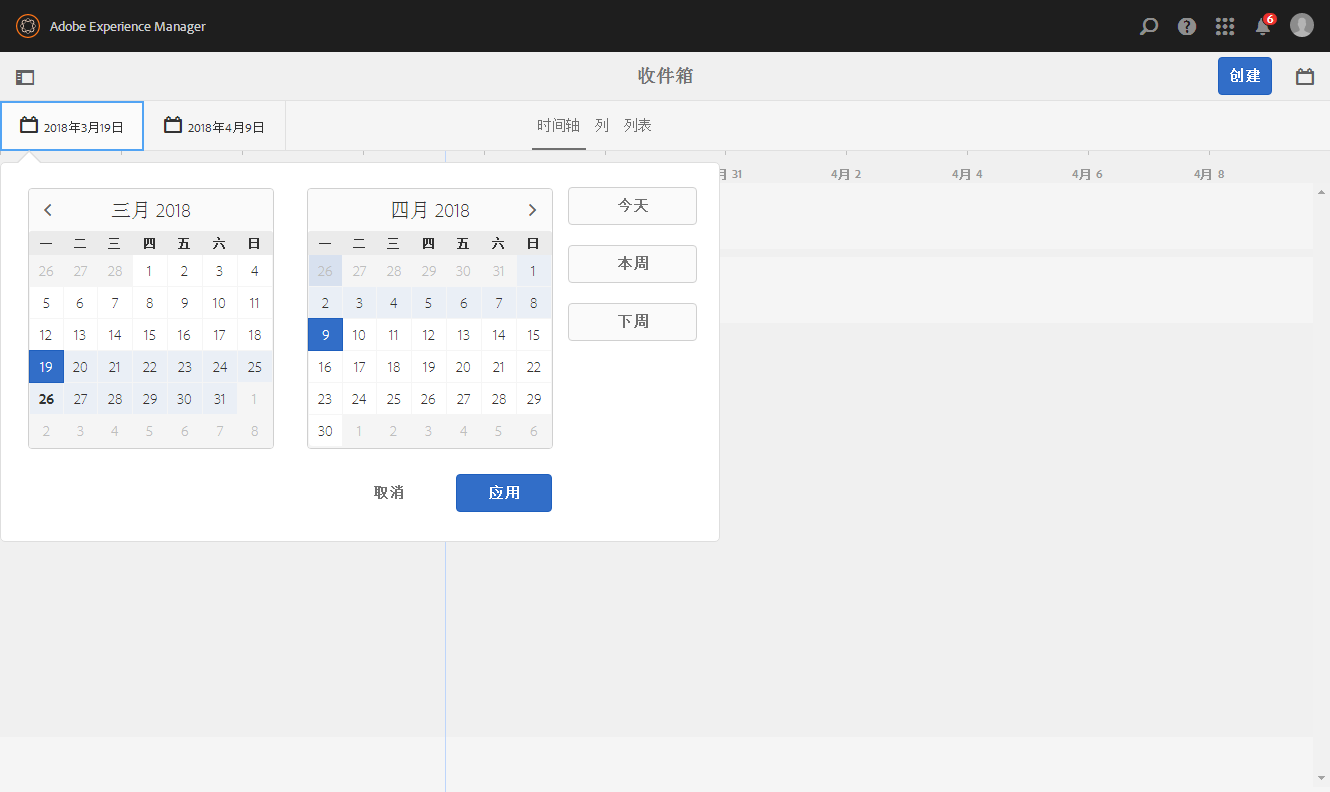 Adobe Experience Manager
6
收件箱
创建
2018年3月19日 2018年4月9日 时间轴 列 列表
月 31 4月 2 4月 4 4月 6 4月 8
三月 2018
一 二 三 四 五 六 日
26 27 28 1 2 3 4
5 6 7 8 9 10 11
12 13 14 15 16 17 18
19 20 21 22 23 24 25
26 27 28 29 30 31 1
2 3 4 5 6 7 8
四月 2018
一 二 三 四 五 六 日
26 27 28 29 30 31 1
2 3 4 5 6 7 8
9 10 11 12 13 14 15
16 17 18 19 20 21 22
23 24 25 26 27 28 29
30 1 2 3 4 5 6
今天
本周
下周
取消 应用